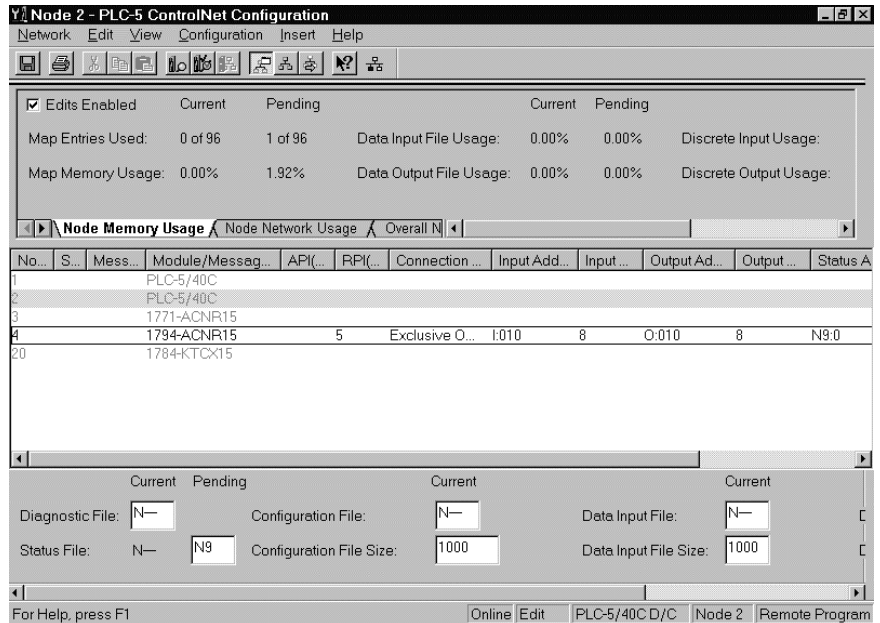 Node 2 - PLC-5 ControlNet Configuration
Network Edit View Configuration Insert Help
Edits Enabled Current Pending Current Pending
Map Entries Used: 0 of 96 1 of 96 Data Input File Usage: 0.00% 0.00% Discrete Input Usage:
Map Memory Usage: 0.00% 1.92% Data Output File Usage: 0.00% 0.00% Discrete Output Usage:
Node Memory Usage Node Network Usage Overall N
No... S... Mess... Module/Messag... API(... RPI(... Connection ... Input Add... Input ... Output Ad... Output ... Status A
1 PLC-5/40C
2 PLC-5/40C
3 1771-ACNR15
4 1794-ACNR15 5 Exclusive O... I:010 8 O:010 8 N9:0
20 1784-KTCX15
Current Pending Current Current
Diagnostic File: N— Configuration File: N— Data Input File: N—
Status File: N— N9 Configuration File Size: 1000 Data Input File Size: 1000
For Help, press F1 Online Edit PLC-5/40C D/C Node 2 Remote Program